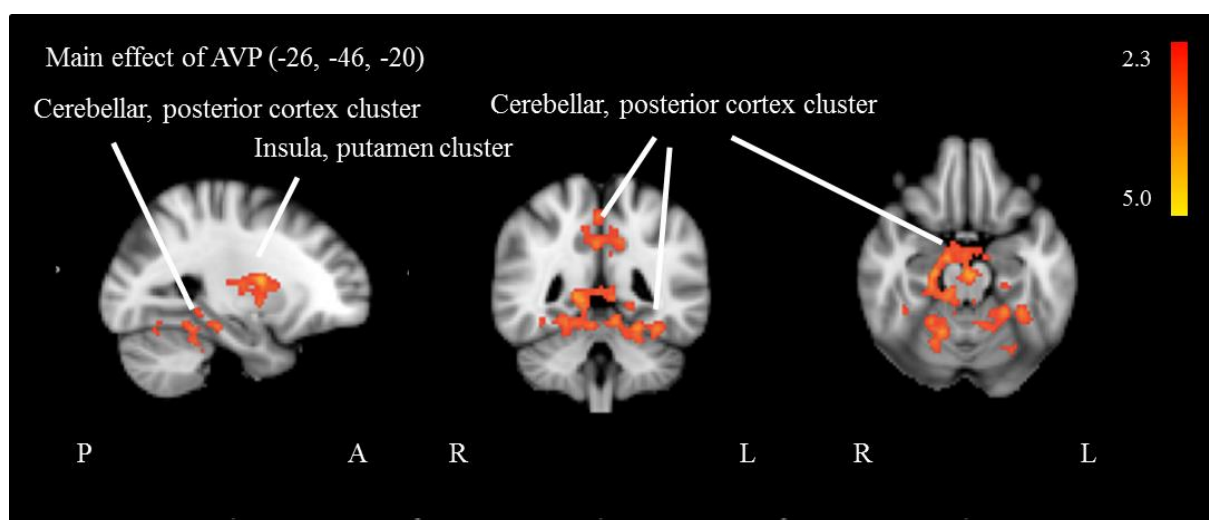 Main effect of AVP (-26, -46, -20)
Cerebellar, posterior cortex cluster
Insula, putamen cluster
Cerebellar, posterior cortex cluster
2.3
5.0
P A R L R L